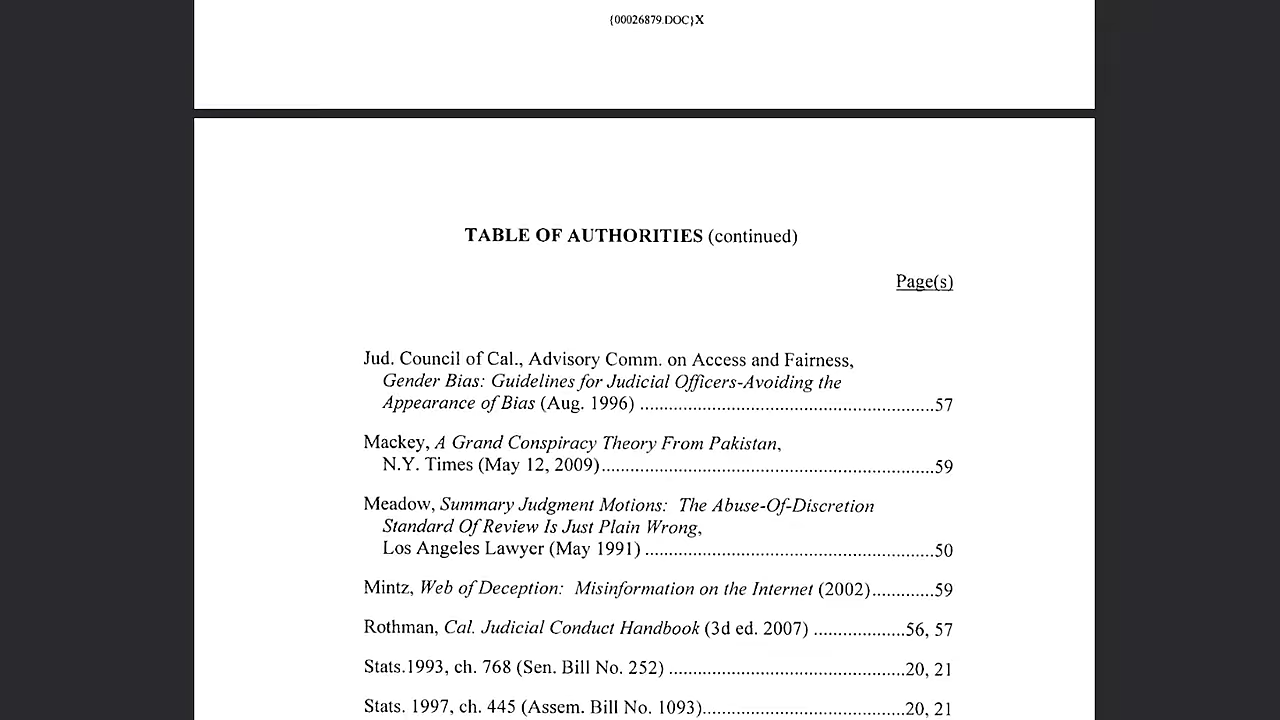 {00026879.DOC}X
TABLE OF AUTHORITIES (continued)
Page(s)
Jud. Council of Cal., Advisory Comm. on Access and Fairness,
Gender Bias: Guidelines for Judicial Officers-Avoiding the
Appearance of Bias (Aug. 1996) .............................................................57
Mackey, A Grand Conspiracy Theory From Pakistan,
N.Y. Times (May 12, 2009).....................................................................59
Meadow, Summary Judgment Motions: The Abuse-Of-Discretion
Standard Of Review Is Just Plain Wrong,
Los Angeles Lawyer (May 1991) ............................................................50
Mintz, Web of Deception: Misinformation on the Internet (2002).............59
Rothman, Cal. Judicial Conduct Handbook (3d ed. 2007) ...................56, 57
Stats.1993, ch. 768 (Sen. Bill No. 252) .................................................20, 21
Stats. 1997, ch. 445 (Assem. Bill No. 1093)..........................................20, 21